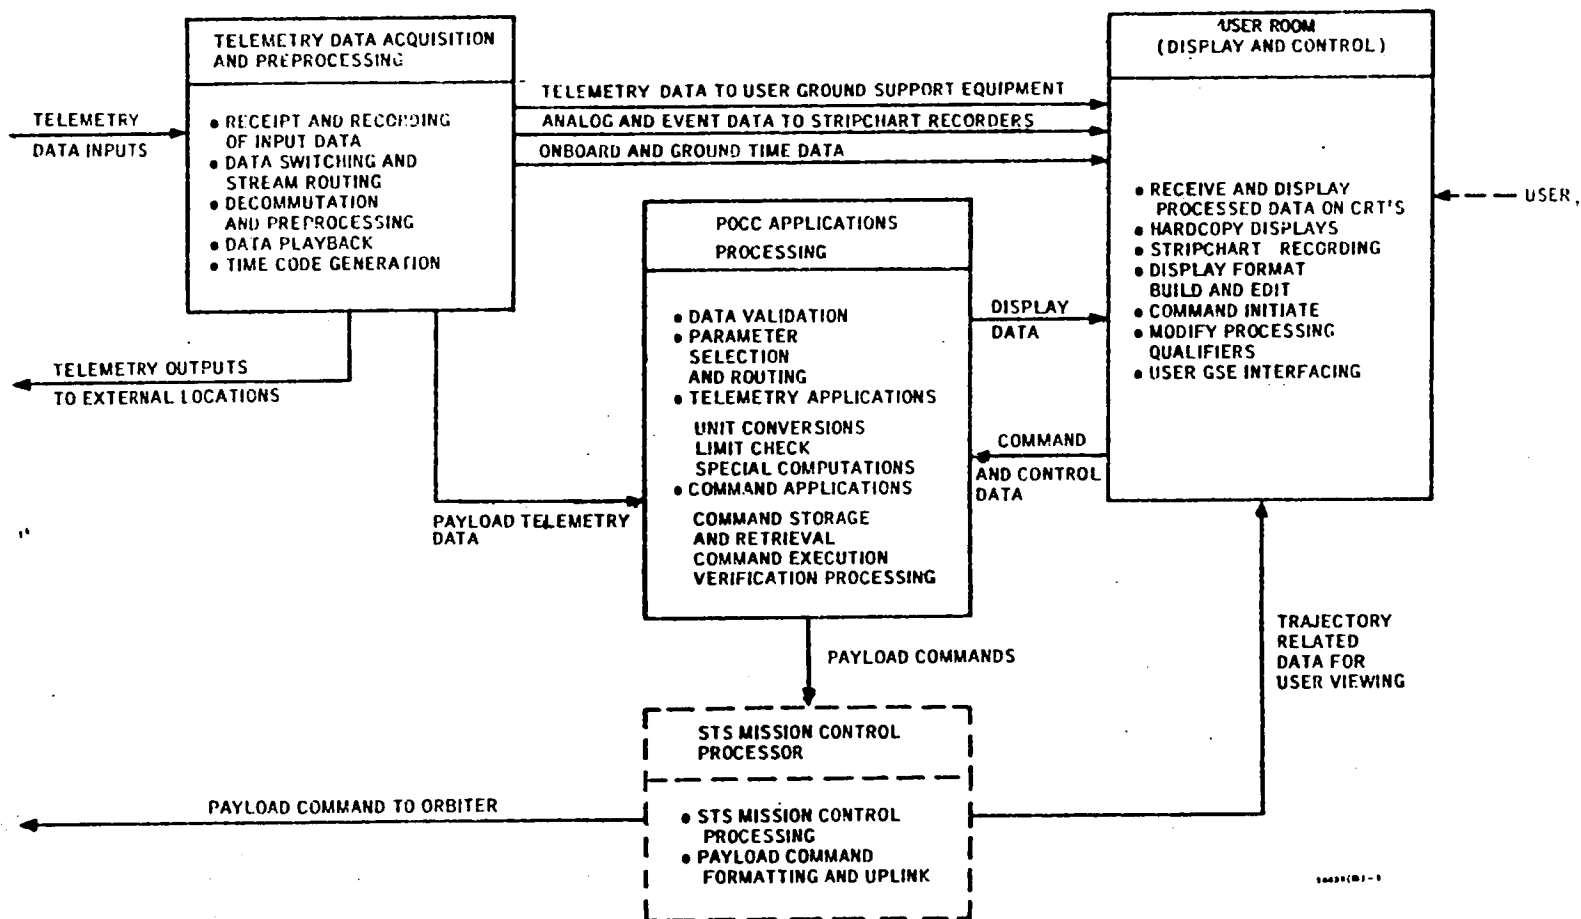 TELEMETRY DATA ACQUISITION
AND PREPROCESSING
• RECEIPT AND RECORDING
OF INPUT DATA
• DATA SWITCHING AND
STREAM ROUTING
• DECOMMUTATION
AND PREPROCESSING
• DATA PLAYBACK
• TIME CODE GENERATION
TELEMETRY
DATA INPUTS
TELEMETRY DATA TO USER GROUND SUPPORT EQUIPMENT
ANALOG AND EVENT DATA TO STRIPCHART RECORDERS
ONBOARD AND GROUND TIME DATA
USER ROOM
(DISPLAY AND CONTROL)
• RECEIVE AND DISPLAY
PROCESSED DATA ON CRT'S
• HARDCOPY DISPLAYS
• STRIPCHART RECORDING
• DISPLAY FORMAT
BUILD AND EDIT
• COMMAND INITIATE
• MODIFY PROCESSING
QUALIFIERS
• USER GSE INTERFACING
USER,
TELEMETRY OUTPUTS
TO EXTERNAL LOCATIONS
POCC APPLICATIONS
PROCESSING
• DATA VALIDATION
• PARAMETER
SELECTION
AND ROUTING
• TELEMETRY APPLICATIONS
UNIT CONVERSIONS
LIMIT CHECK
SPECIAL COMPUTATIONS
• COMMAND APPLICATIONS
COMMAND STORAGE
AND RETRIEVAL
COMMAND EXECUTION
VERIFICATION PROCESSING
DISPLAY
DATA
COMMAND
AND CONTROL
DATA
PAYLOAD TELEMETRY
DATA
PAYLOAD COMMANDS
TRAJECTORY
RELATED
DATA FOR
USER VIEWING
STS MISSION CONTROL
PROCESSOR
• STS MISSION CONTROL
PROCESSING
• PAYLOAD COMMAND
FORMATTING AND UPLINK
PAYLOAD COMMAND TO ORBITER